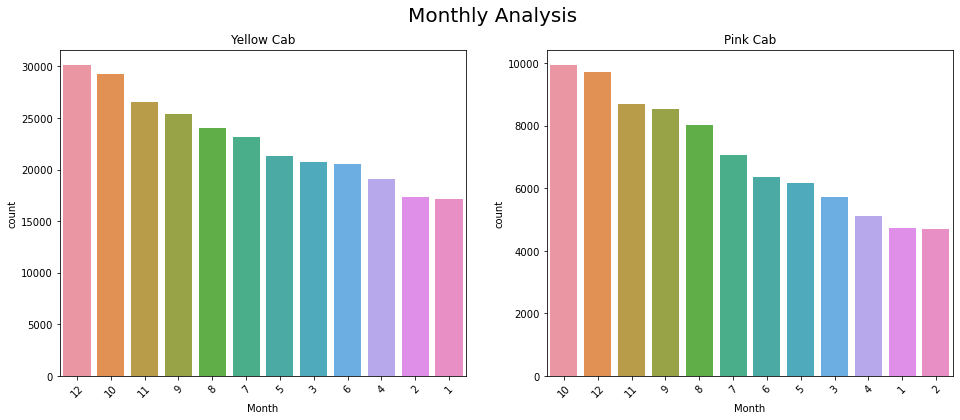 Monthly Analysis
Yellow Cab
30000
25000
20000
15000
10000
5000
0
count
12 10 11 9 8 7 5 3 6 4 2 1
Month
Pink Cab
10000
8000
6000
4000
2000
0
count
10 12 11 9 8 7 6 5 3 4 1 2
Month